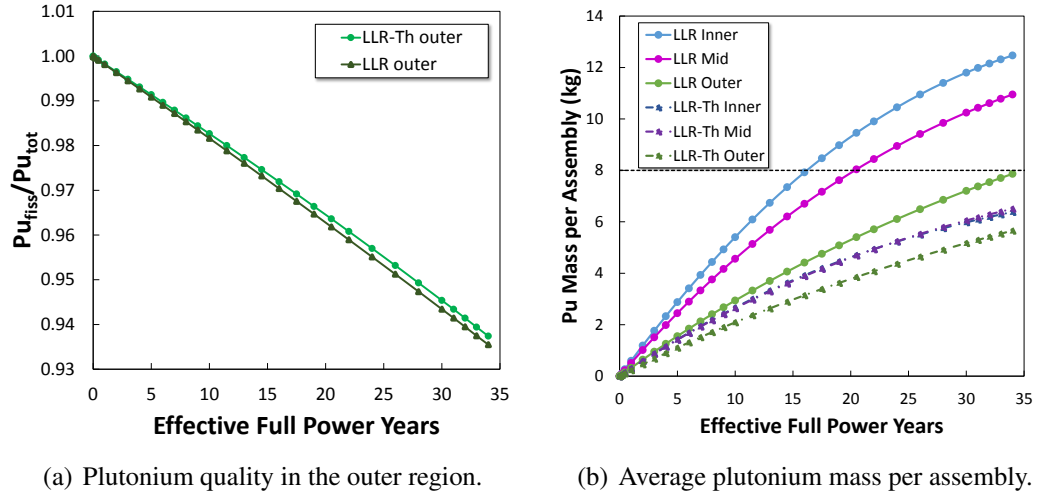 LLR-Th outer
LLR outer
1.00
0.99
0.98
0.97
0.96
0.95
0.94
0.93
Pu_fiss/Pu_tot
0 5 10 15 20 25 30 35
Effective Full Power Years
(a) Plutonium quality in the outer region.
14
12
10
8
6
4
2
0
Pu Mass per Assembly (kg)
LLR Inner
LLR Mid
LLR Outer
LLR-Th Inner
LLR-Th Mid
LLR-Th Outer
0 5 10 15 20 25 30 35
Effective Full Power Years
(b) Average plutonium mass per assembly.